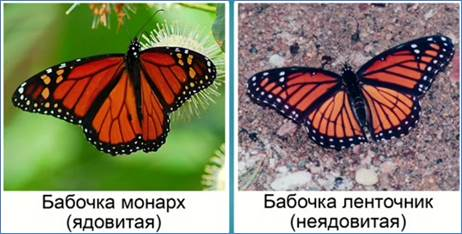 Бабочка монарх
(ядовитая)
Бабочка ленточник
(неядовитая)